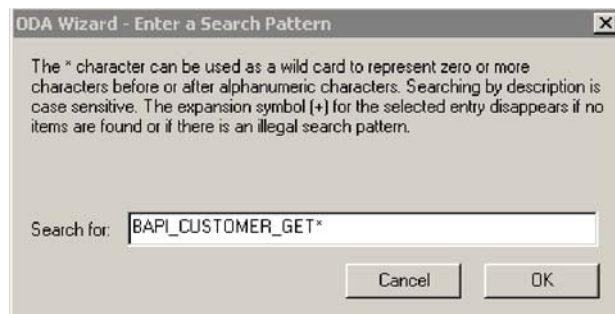 ODA Wizard - Enter a Search Pattern
The * character can be used as a wild card to represent zero or more
characters before or after alphanumeric characters. Searching by description is
case sensitive. The expansion symbol (+) for the selected entry disappears if no
items are found or if there is an illegal search pattern.
Search for: BAPI_CUSTOMER_GET*
Cancel OK